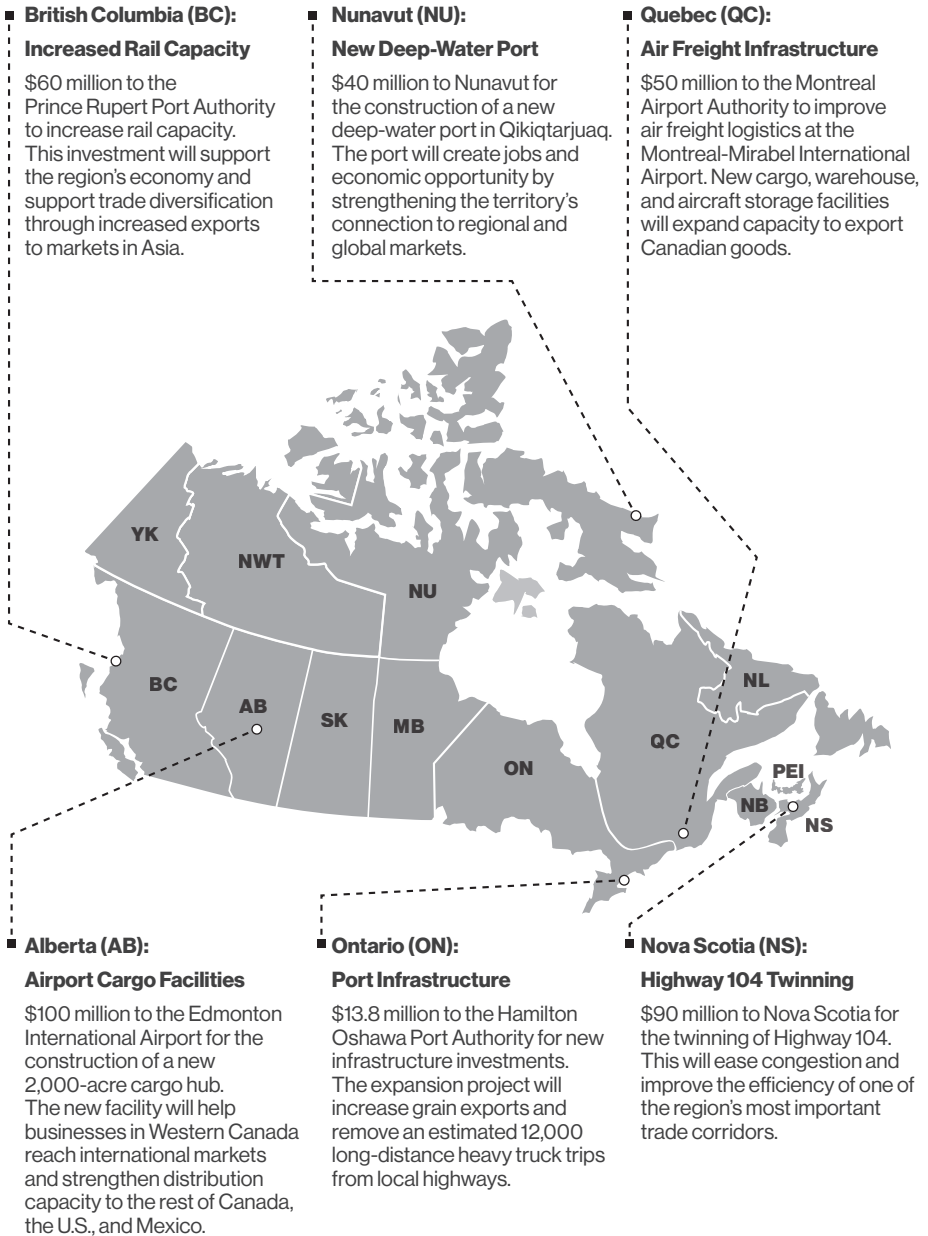 British Columbia (BC):
Increased Rail Capacity
$60 million to the
Prince Rupert Port Authority
to increase rail capacity.
This investment will support
the region's economy and
support trade diversification
through increased exports
to markets in Asia.
Nunavut (NU):
New Deep-Water Port
$40 million to Nunavut for
the construction of a new
deep-water port in Qikiqtarjuaq.
The port will create jobs and
economic opportunity by
strengthening the territory's
connection to regional and
global markets.
Quebec (QC):
Air Freight Infrastructure
$50 million to the Montreal
Airport Authority to improve
air freight logistics at the
Montreal-Mirabel International
Airport. New cargo, warehouse,
and aircraft storage facilities
will expand capacity to export
Canadian goods.
YK
NWT
NU
BC
AB
SK
MB
ON
QC
NL
PEI
NB
NS
Alberta (AB):
Airport Cargo Facilities
$100 million to the Edmonton
International Airport for the
construction of a new
2,000-acre cargo hub.
The new facility will help
businesses in Western Canada
reach international markets
and strengthen distribution
capacity to the rest of Canada,
the U.S., and Mexico.
Ontario (ON):
Port Infrastructure
$13.8 million to the Hamilton
Oshawa Port Authority for new
infrastructure investments.
The expansion project will
increase grain exports and
remove an estimated 12,000
long-distance heavy truck trips
from local highways.
Nova Scotia (NS):
Highway 104 Twinning
$90 million to Nova Scotia for
the twinning of Highway 104.
This will ease congestion and
improve the efficiency of one of
the region's most important
trade corridors.